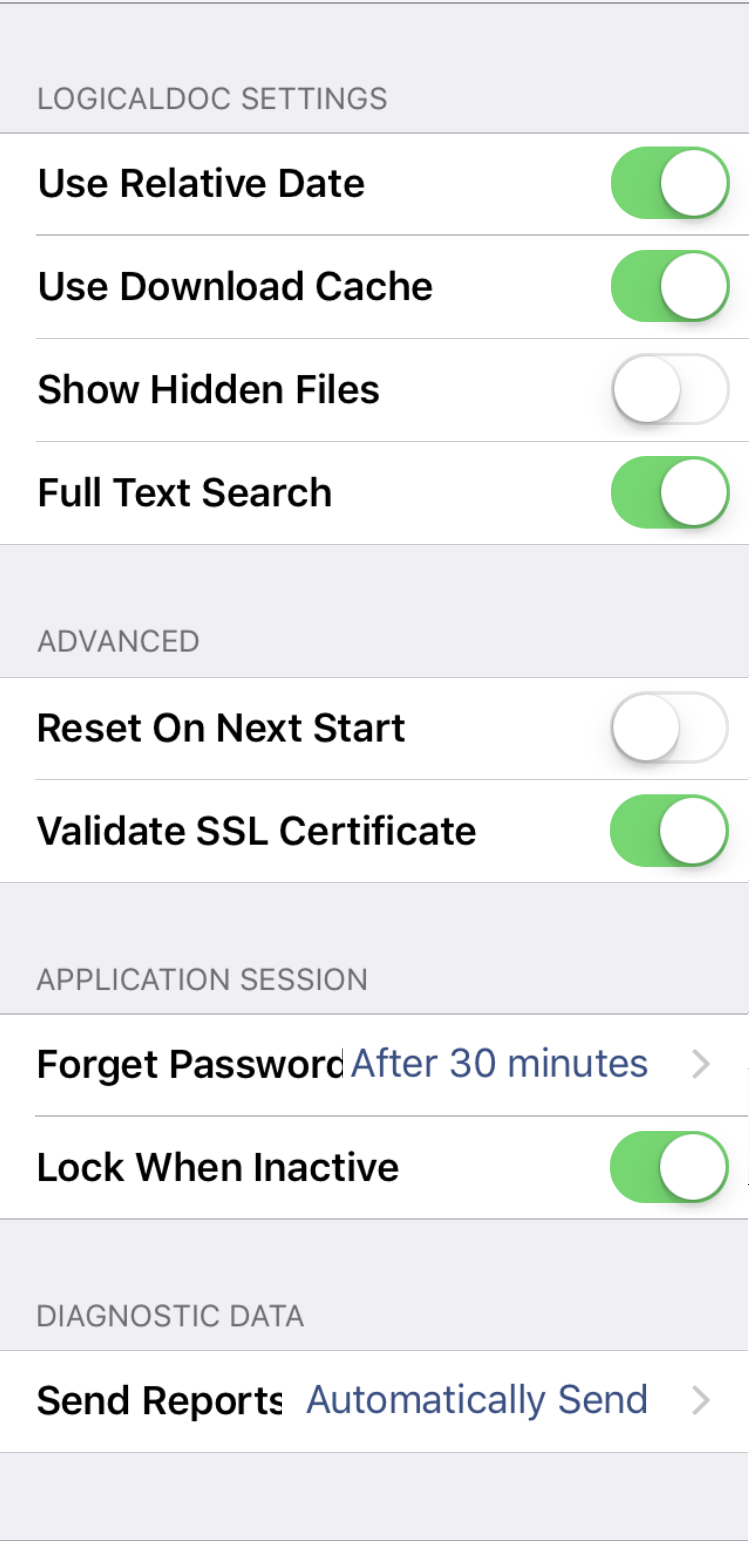 LOGICALDOC SETTINGS
Use Relative Date
Use Download Cache
Show Hidden Files
Full Text Search
ADVANCED
Reset On Next Start
Validate SSL Certificate
APPLICATION SESSION
Forget Password After 30 minutes
Lock When Inactive
DIAGNOSTIC DATA
Send Reports Automatically Send